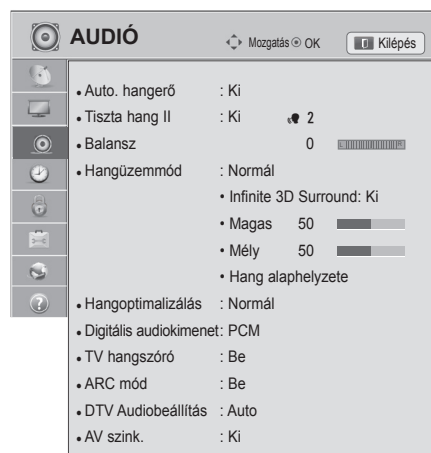 AUDIÓ Mozgatás OK Kilépés
• Auto. hangerő : Ki
• Tiszta hang II : Ki 2
• Balansz 0 L R
• Hangüzemmód : Normál
• Infinite 3D Surround: Ki
• Magas 50
• Mély 50
• Hang alaphelyzete
• Hangoptimalizálás : Normál
• Digitális audiokimenet : PCM
• TV hangszóró : Be
• ARC mód : Be
• DTV Audiobeállítás : Auto
• AV szink. : Ki